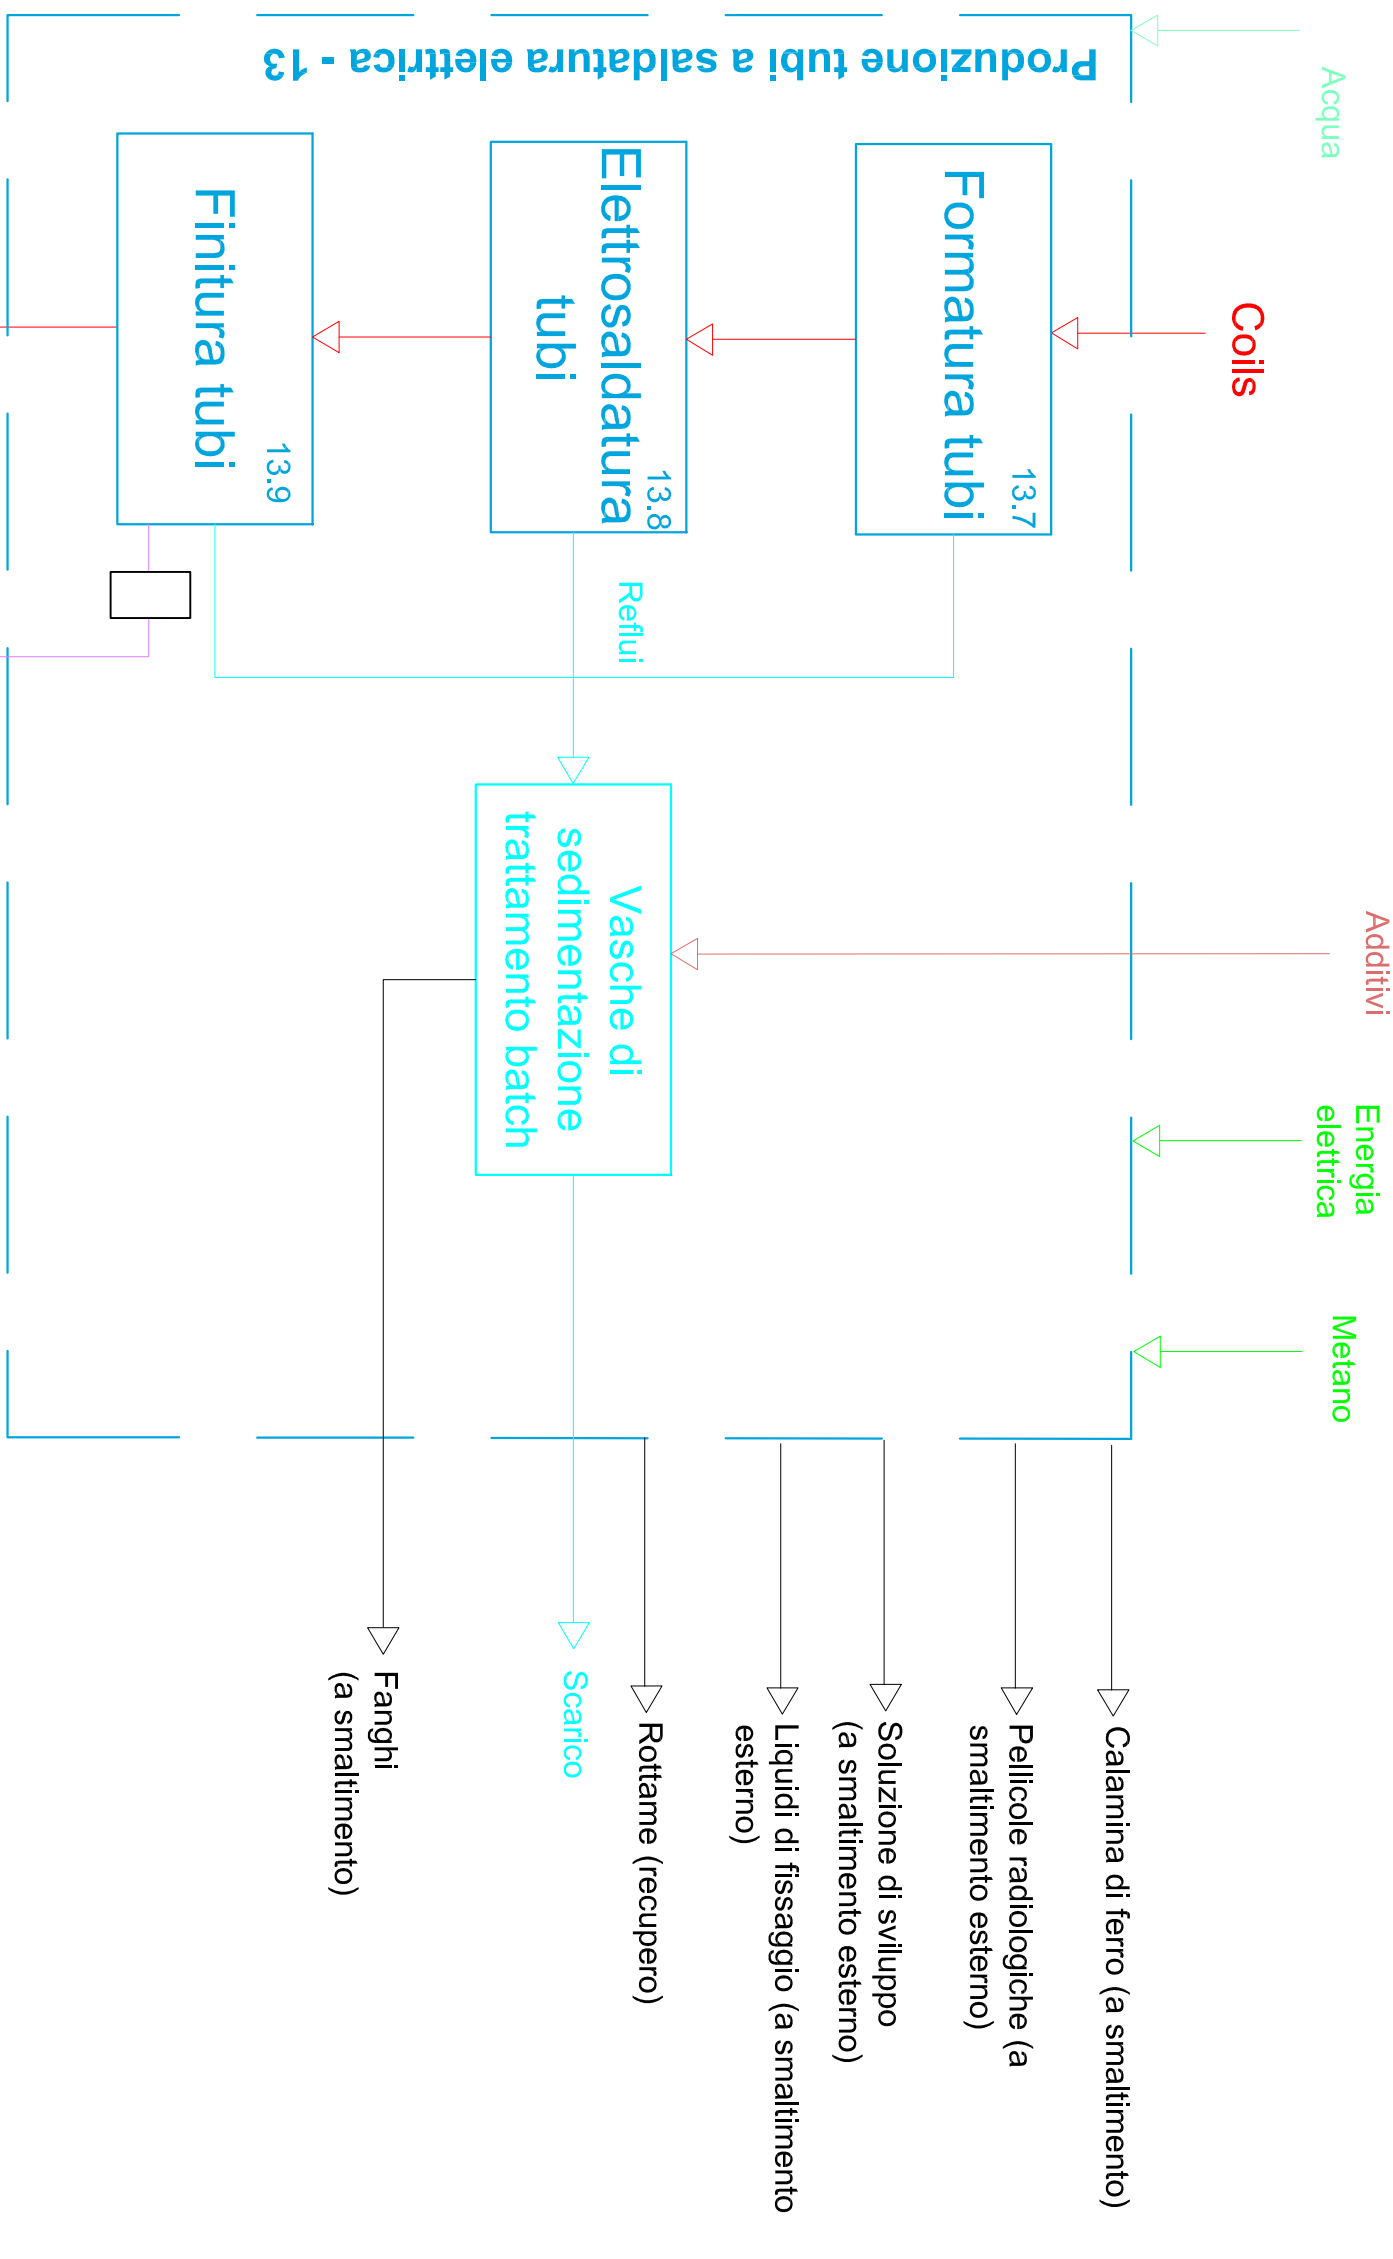 Produzione tubi a saldatura elettrica - 13
Acqua
Coils
Additivi
Energia
elettrica
Metano
13.7
Formatura tubi
13.8
Elettrosaldatura
tubi
13.9
Finitura tubi
Reflui
Vasche di
sedimentazione
trattamento batch
Calamina di ferro (a smaltimento)
Pellicole radiologiche (a
smaltimento esterno)
Soluzione di sviluppo
(a smaltimento esterno)
Liquidi di fissaggio (a smaltimento
esterno)
Rottame (recupero)
Scarico
Fanghi
(a smaltimento)